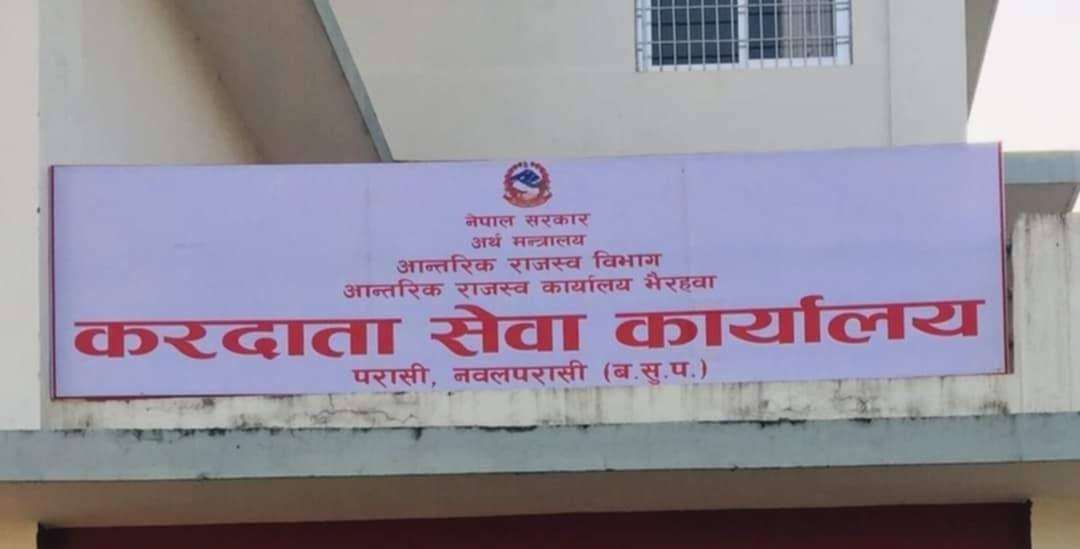 नेपाल सरकार
अर्थ मन्त्रालय
आन्तरिक राजस्व विभाग
आन्तरिक राजस्व कार्यालय भैरहवा
करदाता सेवा कार्यालय
परासी, नवलपरासी (ब.सु.प.)